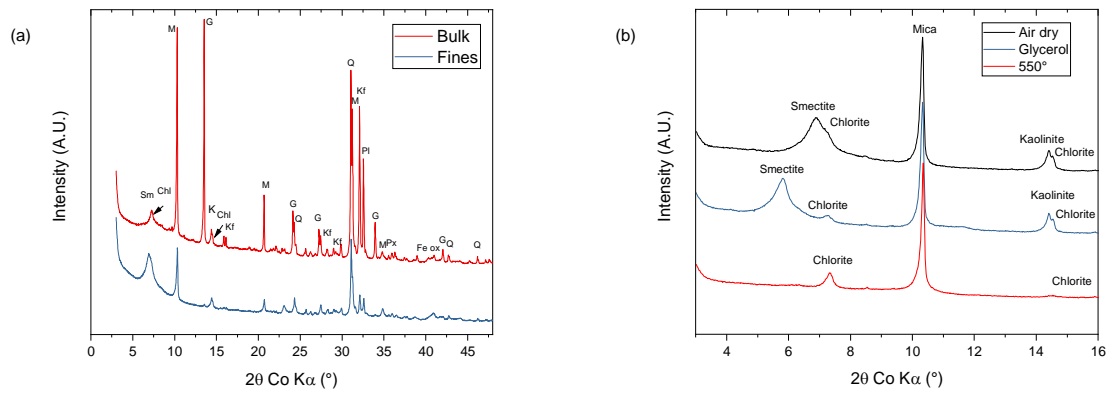 (a)
Intensity (A.U.)
M
G
Bulk
Fines
Q
M
Kf
Pl
Sm
Chl
K
Chl
Kf
M
G
Q
G
Kf
Kf
G
M
Px
Fe ox
G
Q
Q
0 5 10 15 20 25 30 35 40 45
2θ Co Kα (°)
(b)
Intensity (A.U.)
Mica
Air dry
Glycerol
550°
Smectite
Chlorite
Kaolinite
Chlorite
Smectite
Chlorite
Kaolinite
Chlorite
Chlorite
Chlorite
4 6 8 10 12 14 16
2θ Co Kα (°)